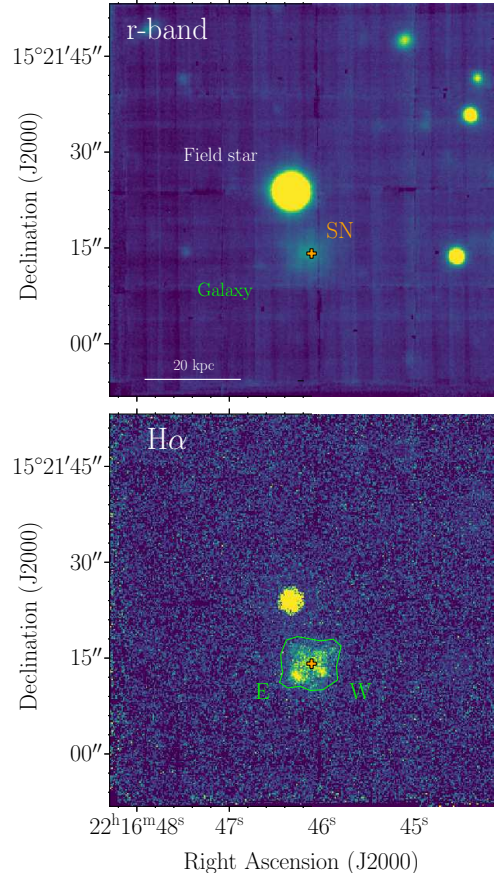 r-band
15°21′45″
30″
Field star
SN
15″
Galaxy
00″
20 kpc
Declination (J2000)
Hα
15°21′45″
30″
15″
E
W
00″
Declination (J2000)
22ʰ16ᵐ48ˢ
47ˢ
46ˢ
45ˢ
Right Ascension (J2000)